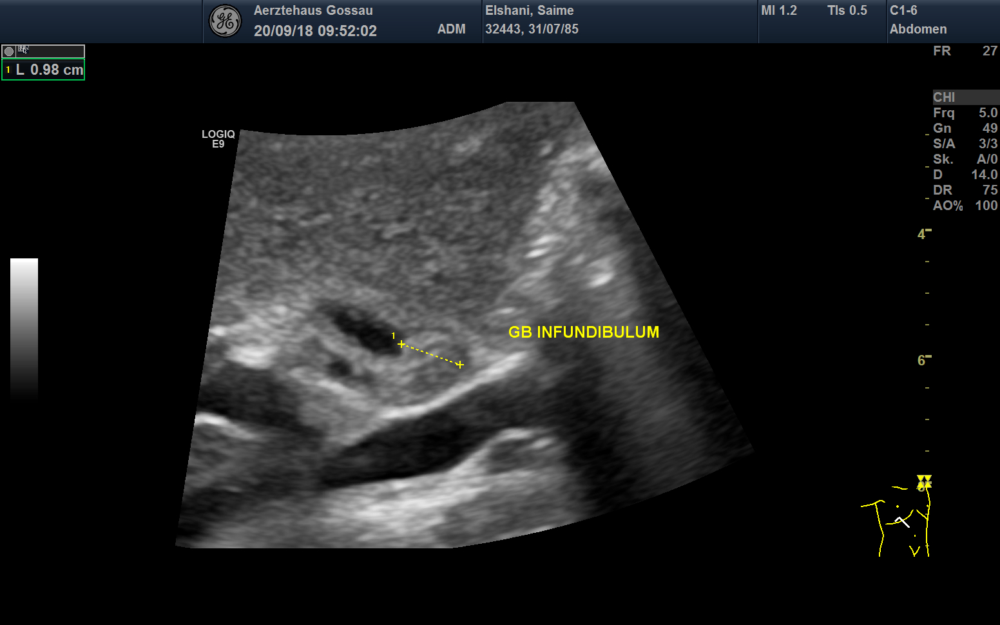 Aerztehaus Gossau
20/09/18 09:52:02
ADM
Elshani, Saime
32443, 31/07/85
MI 1.2
TIs 0.5
C1-6
Abdomen
1 L 0.98 cm
LOGIQ
E9
FR 27
CHI
Frq 5.0
Gn 49
S/A 3/3
Sk. A/0
D 14.0
DR 75
AO% 100
4
1
GB INFUNDIBULUM
6
8